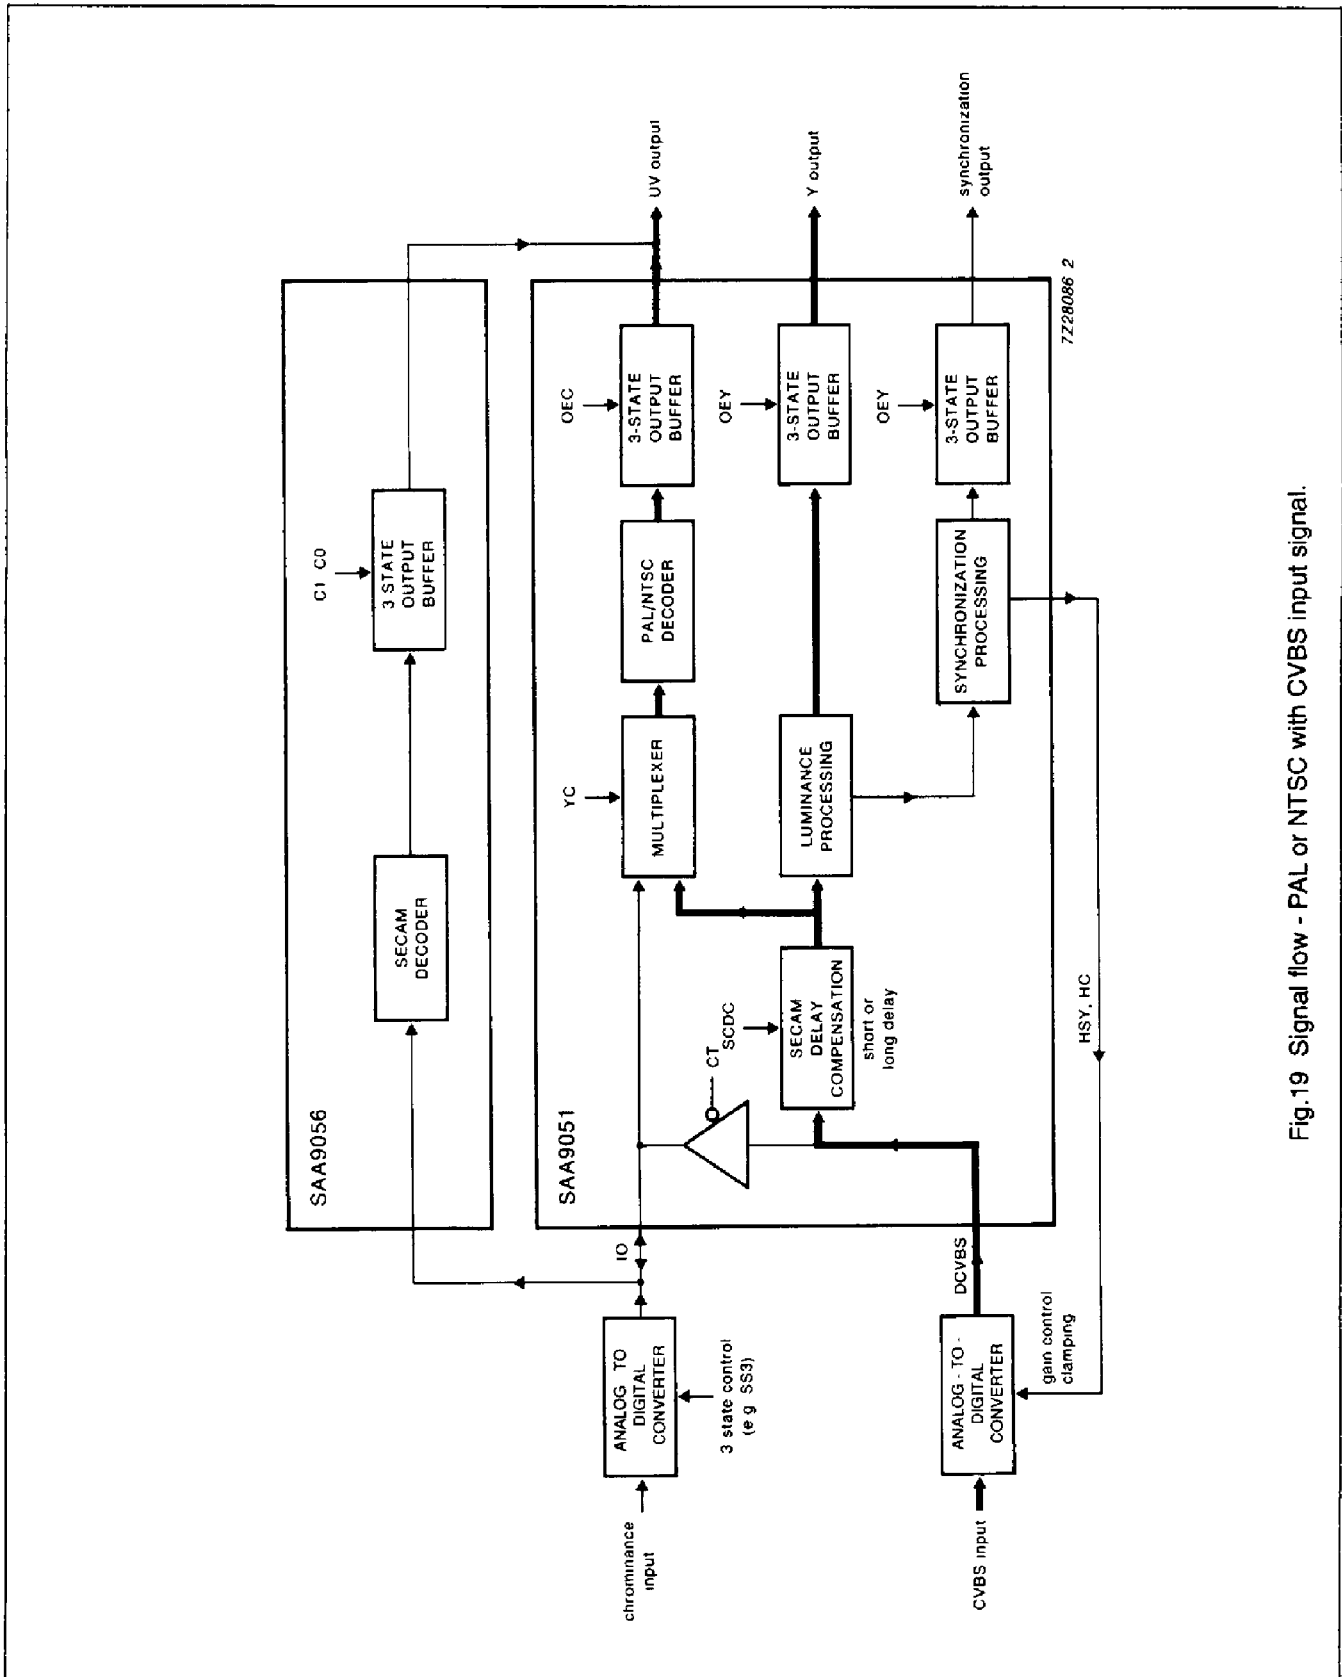 SAA9056
SECAM
DECODER
C1 C0
3 STATE
OUTPUT
BUFFER
SAA9051
chrominance
input
ANALOG TO
DIGITAL
CONVERTER
3 state control
(e g SS3)
IO
CT
YC
MULTIPLEXER
PAL/NTSC
DECODER
OEC
3-STATE
OUTPUT
BUFFER
UV output
SCDC
SECAM
DELAY
COMPENSATION
short or
long delay
LUMINANCE
PROCESSING
OEY
3-STATE
OUTPUT
BUFFER
Y output
CVBS input
ANALOG - TO -
DIGITAL
CONVERTER
DCVBS
gain control
clamping
HSY, HC
SYNCHRONIZATION
PROCESSING
OEY
3-STATE
OUTPUT
BUFFER
synchronization
output
7Z28086 2
Fig.19 Signal flow - PAL or NTSC with CVBS input signal.